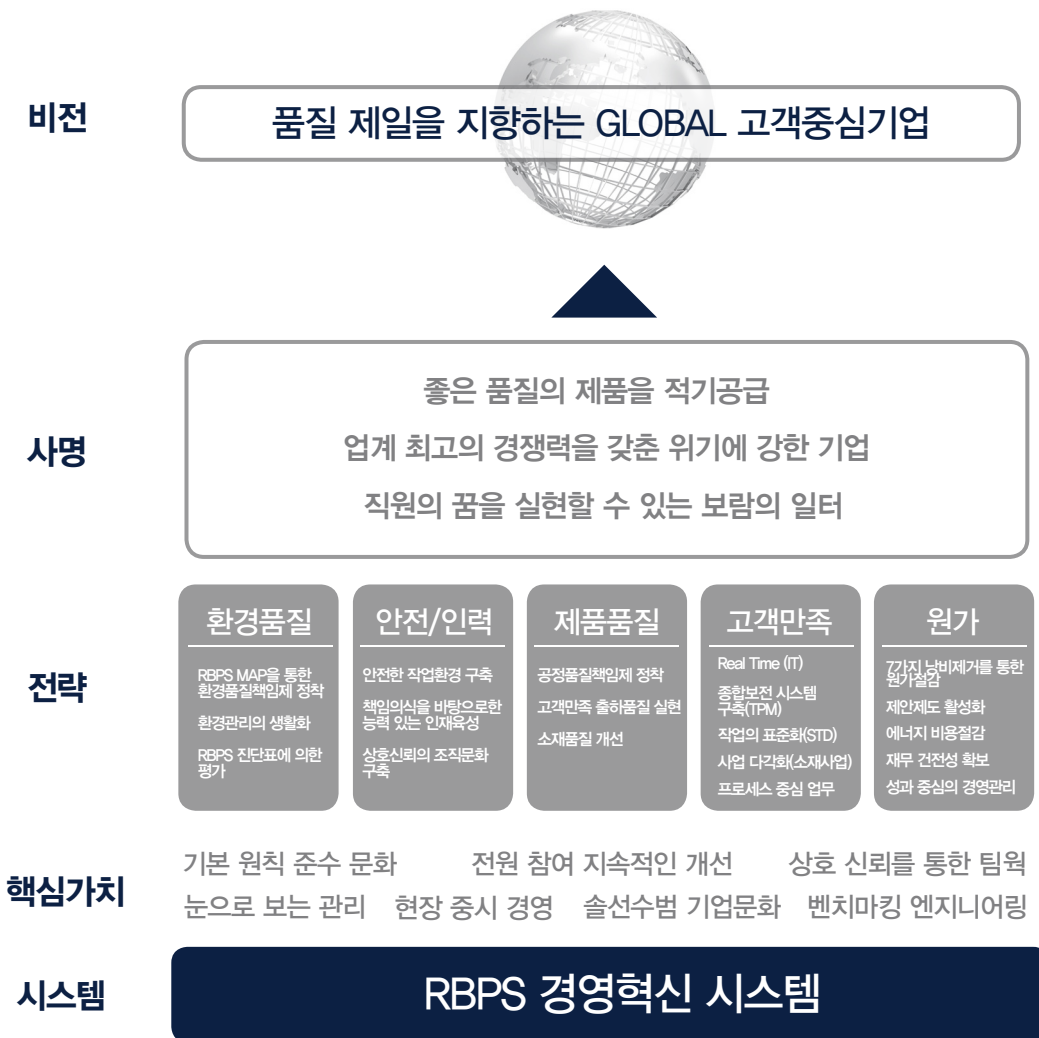 비전
품질 제일을 지향하는 GLOBAL 고객중심기업
사명
좋은 품질의 제품을 적기공급
업계 최고의 경쟁력을 갖춘 위기에 강한 기업
직원의 꿈을 실현할 수 있는 보람의 일터
전략
환경품질
RBPS MAP을 통한
환경품질책임제 정착
환경관리의 생활화
RBPS 진단표에 의한
평가
안전/인력
안전한 작업환경 구축
책임의식을 바탕으로한
능력 있는 인재육성
상호신뢰의 조직문화
구축
제품품질
공정품질책임제 정착
고객만족 출하품질 실현
소재품질 개선
고객만족
Real Time (IT)
종합보전 시스템
구축(TPM)
작업의 표준화(STD)
사업 다각화(소재사업)
프로세스 중심 업무
원가
7가지 낭비제거를 통한
원가절감
제안제도 활성화
에너지 비용절감
재무 건전성 확보
성과 중심의 경영관리
핵심가치
기본 원칙 준수 문화 전원 참여 지속적인 개선 상호 신뢰를 통한 팀웍
눈으로 보는 관리 현장 중시 경영 솔선수범 기업문화 벤치마킹 엔지니어링
시스템
RBPS 경영혁신 시스템